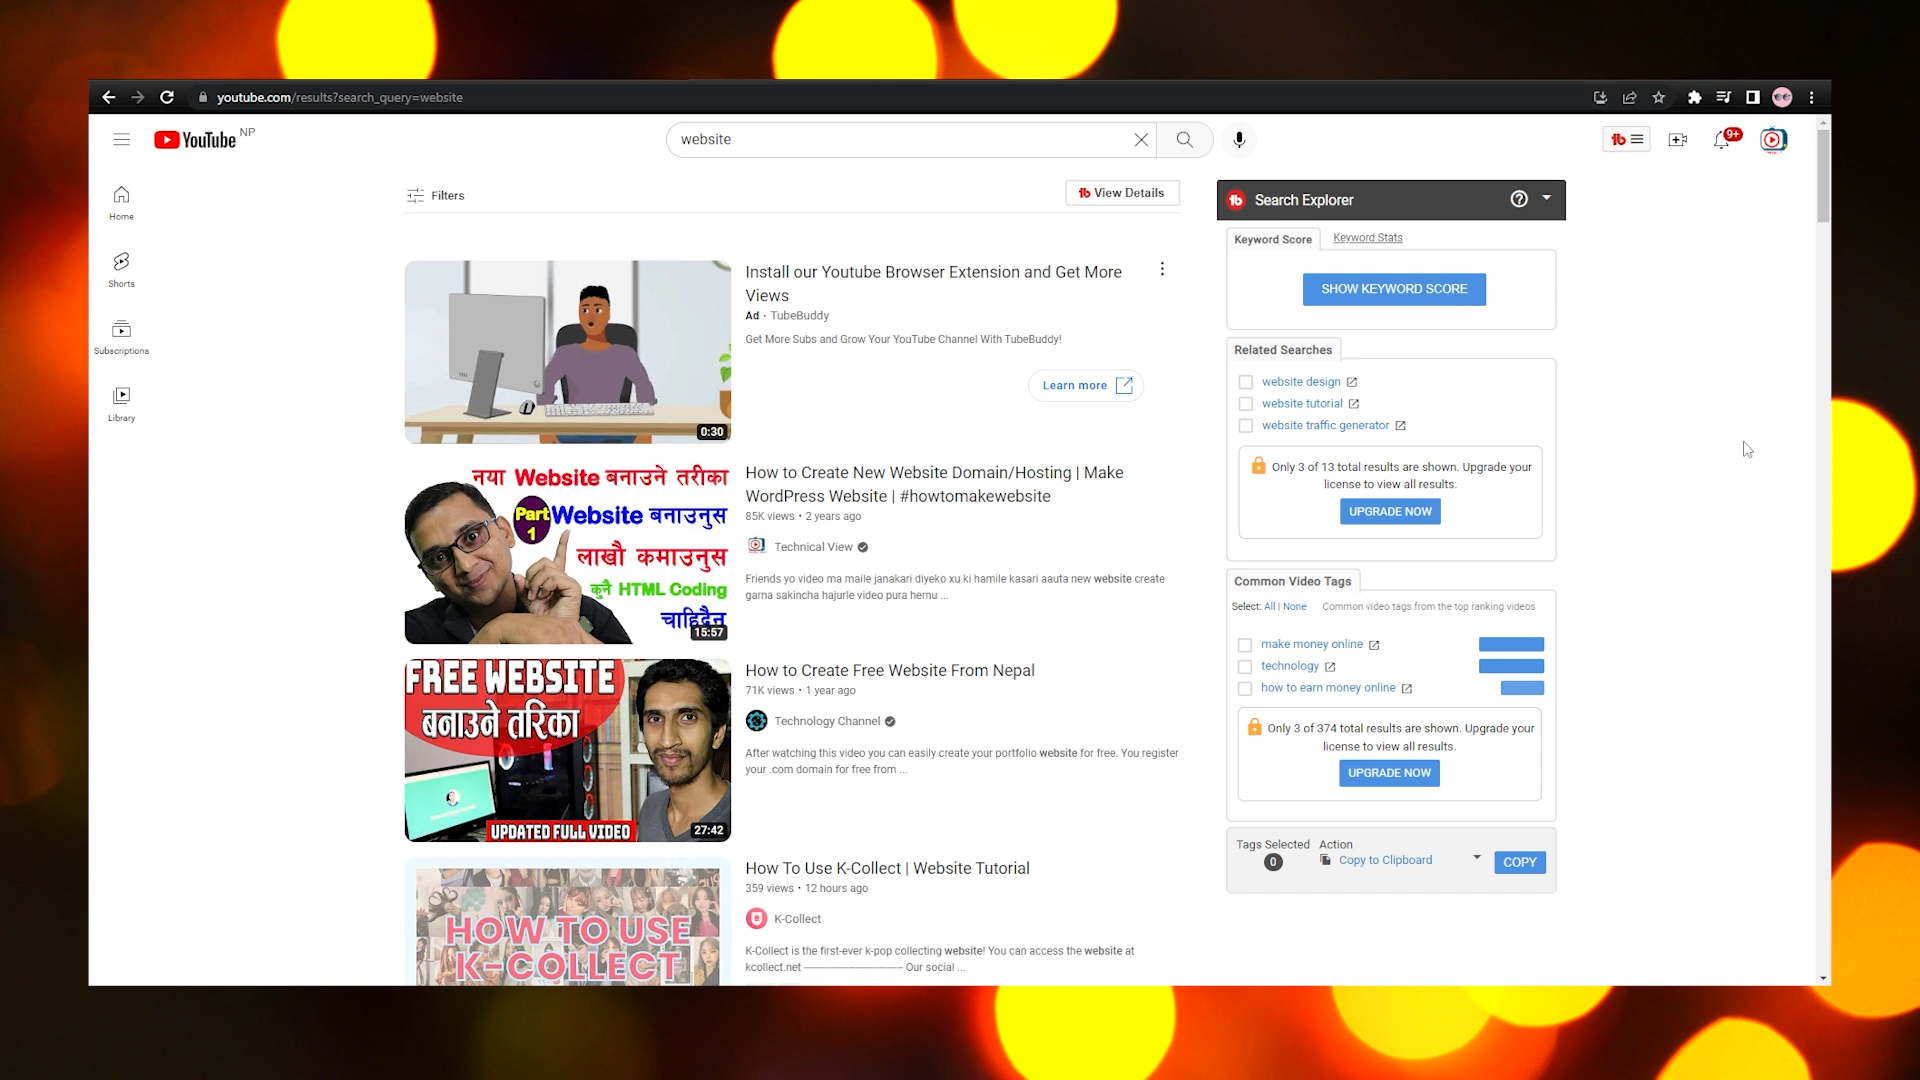 youtube.com/results?search_query=website
YouTube NP
website
9+
Home
Shorts
Subscriptions
Library
Filters
View Details
Install our Youtube Browser Extension and Get More
Views
Ad · TubeBuddy
Get More Subs and Grow Your YouTube Channel With TubeBuddy!
Learn more
0:30
नया Website बनाउने तरीका
Part
1
Website बनाउनुस
लाखौ कमाउनुस
कुनै HTML Coding
चाहिदैन
15:57
How to Create New Website Domain/Hosting | Make
WordPress Website | #howtomakewebsite
85K views • 2 years ago
Technical View
Friends yo video ma maile janakari diyeko xu ki hamile kasari aauta new website create
garna sakincha hajurle video pura hernu ...
FREE WEBSITE
बनाउने तरिका
UPDATED FULL VIDEO
27:42
How to Create Free Website From Nepal
71K views • 1 year ago
Technology Channel
After watching this video you can easily create your portfolio website for free. You register
your .com domain for free from ...
HOW TO USE
K-COLLECT
How To Use K-Collect | Website Tutorial
359 views • 12 hours ago
K-Collect
K-Collect is the first-ever k-pop collecting website! You can access the website at
kcollect.net ---------------------------- Our social ...
Search Explorer
Keyword Score
Keyword Stats
SHOW KEYWORD SCORE
Related Searches
website design
website tutorial
website traffic generator
Only 3 of 13 total results are shown. Upgrade your
license to view all results.
UPGRADE NOW
Common Video Tags
Select: All | None Common video tags from the top ranking videos
make money online
technology
how to earn money online
Only 3 of 374 total results are shown. Upgrade your
license to view all results.
UPGRADE NOW
Tags Selected Action
0 Copy to Clipboard
COPY